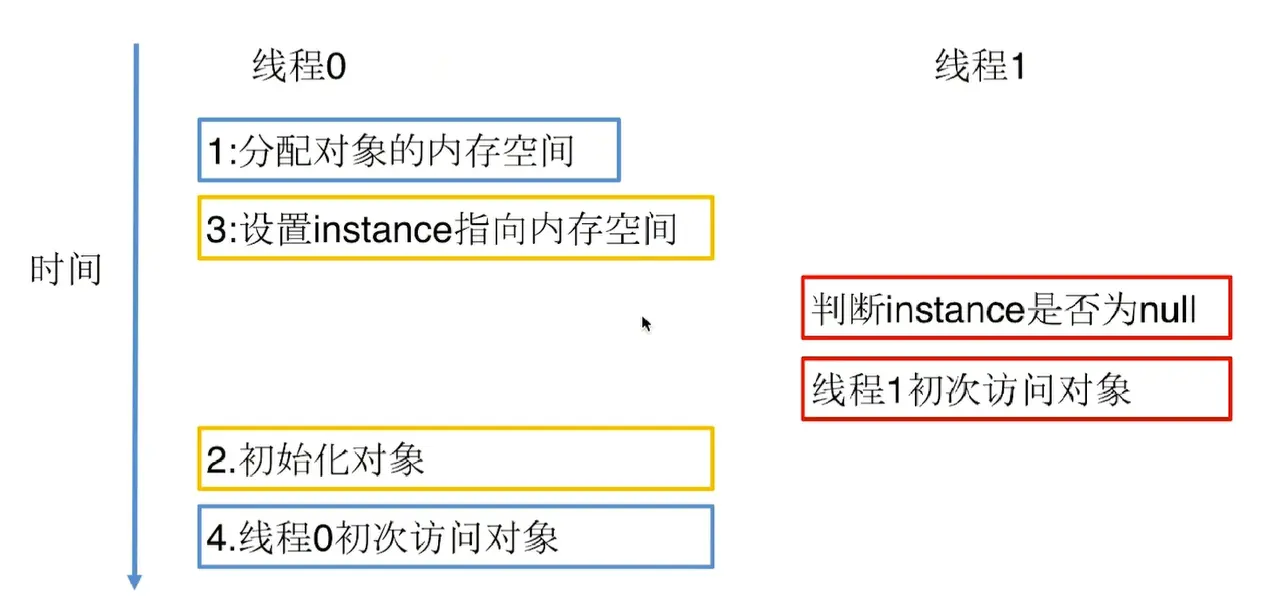 线程0
线程1
1:分配对象的内存空间
3:设置instance指向内存空间
时间
判断instance是否为null
线程1初次访问对象
2.初始化对象
4.线程0初次访问对象